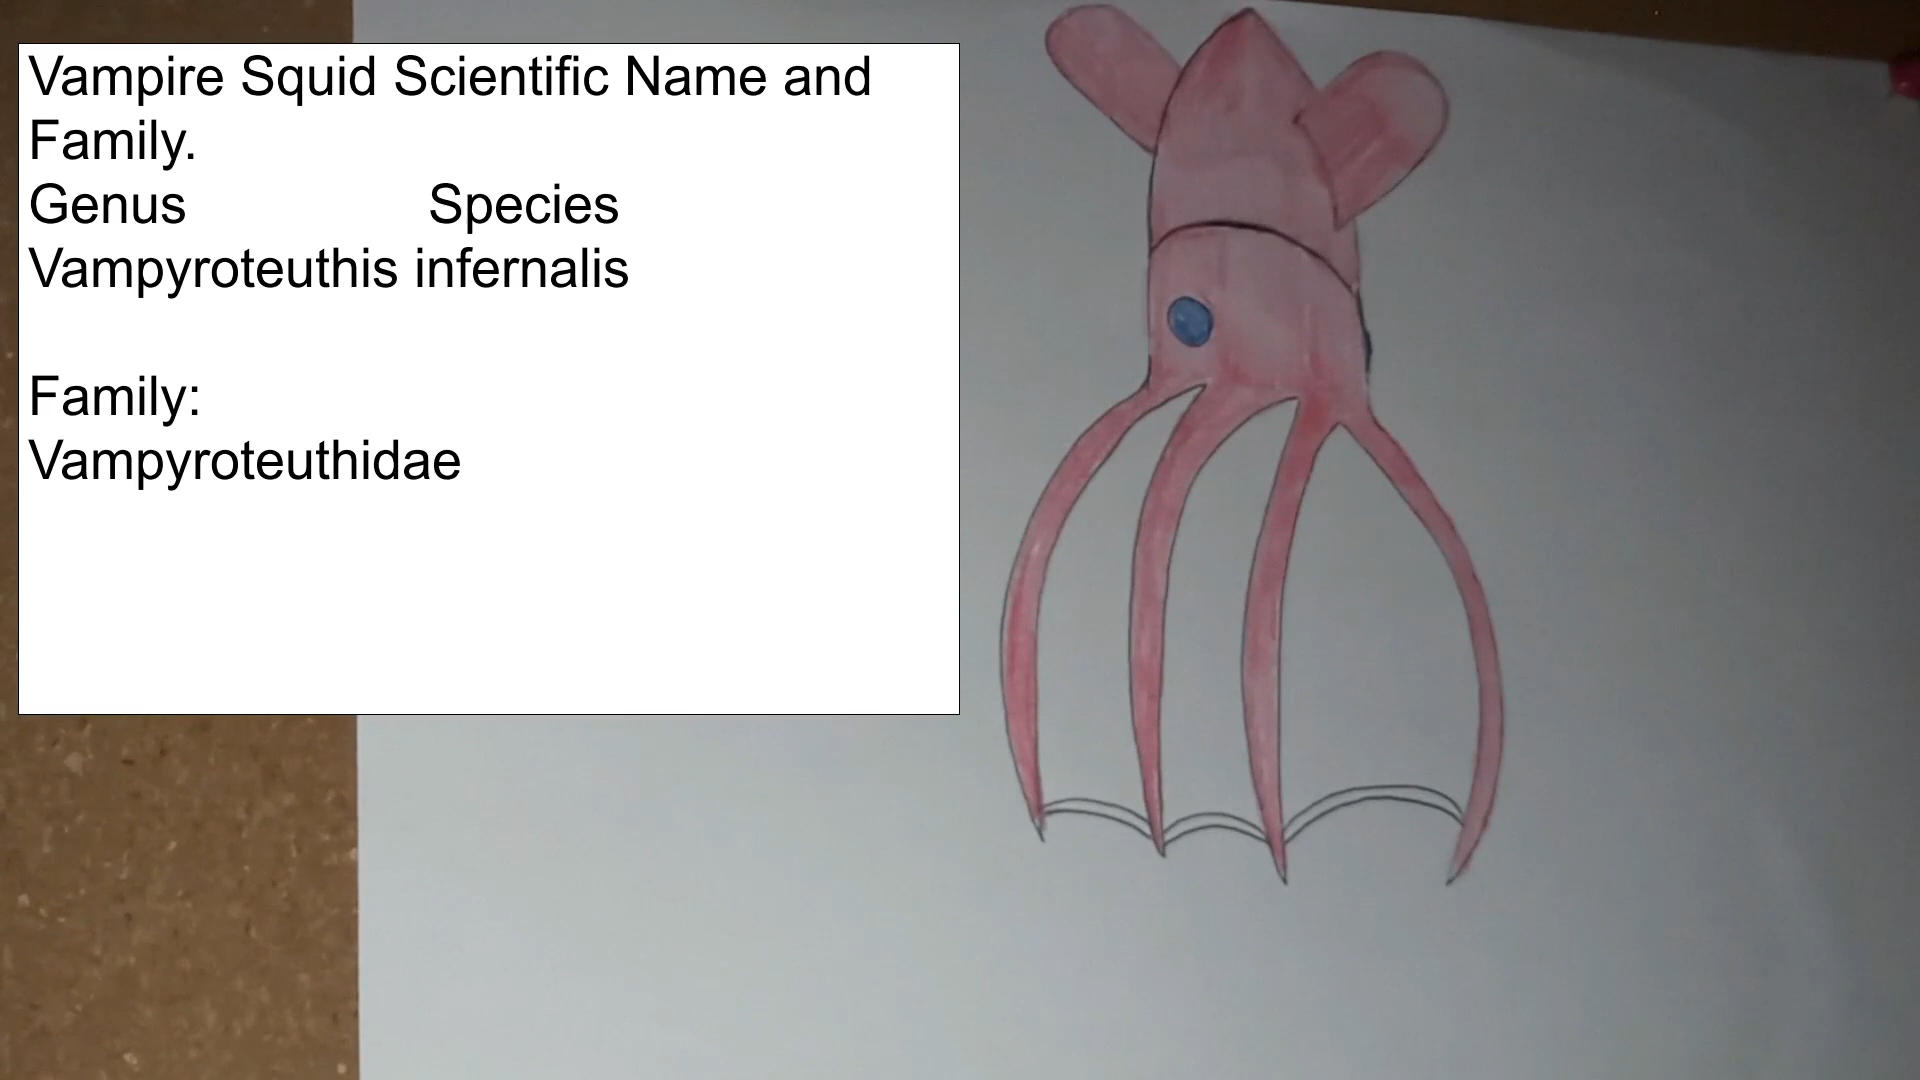 Vampire Squid Scientific Name and
Family.
Genus Species
Vampyroteuthis infernalis
Family:
Vampyroteuthidae